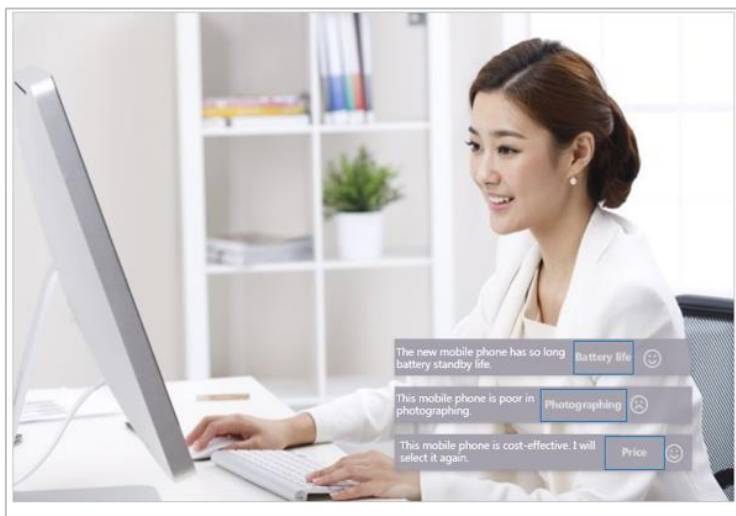 The new mobile phone has so long
battery standby life.
Battery life
This mobile phone is poor in
photographing.
Photographing
This mobile phone is cost-effective. I will
select it again.
Price